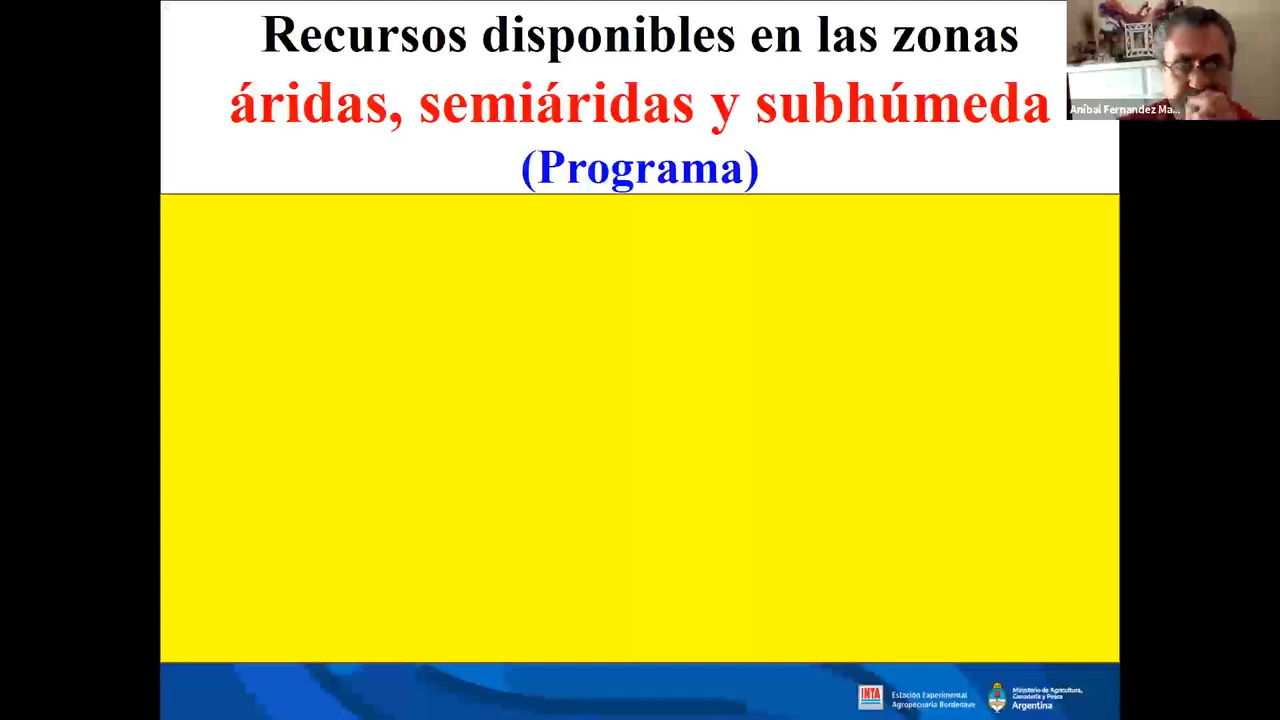 Recursos disponibles en las zonas
áridas, semiáridas y subhúmeda
(Programa)
Aníbal Fernandez Ma...
INTA
Estación Experimental
Agropecuaria Bordenave
Ministerio de Agricultura,
Ganadería y Pesca
Argentina